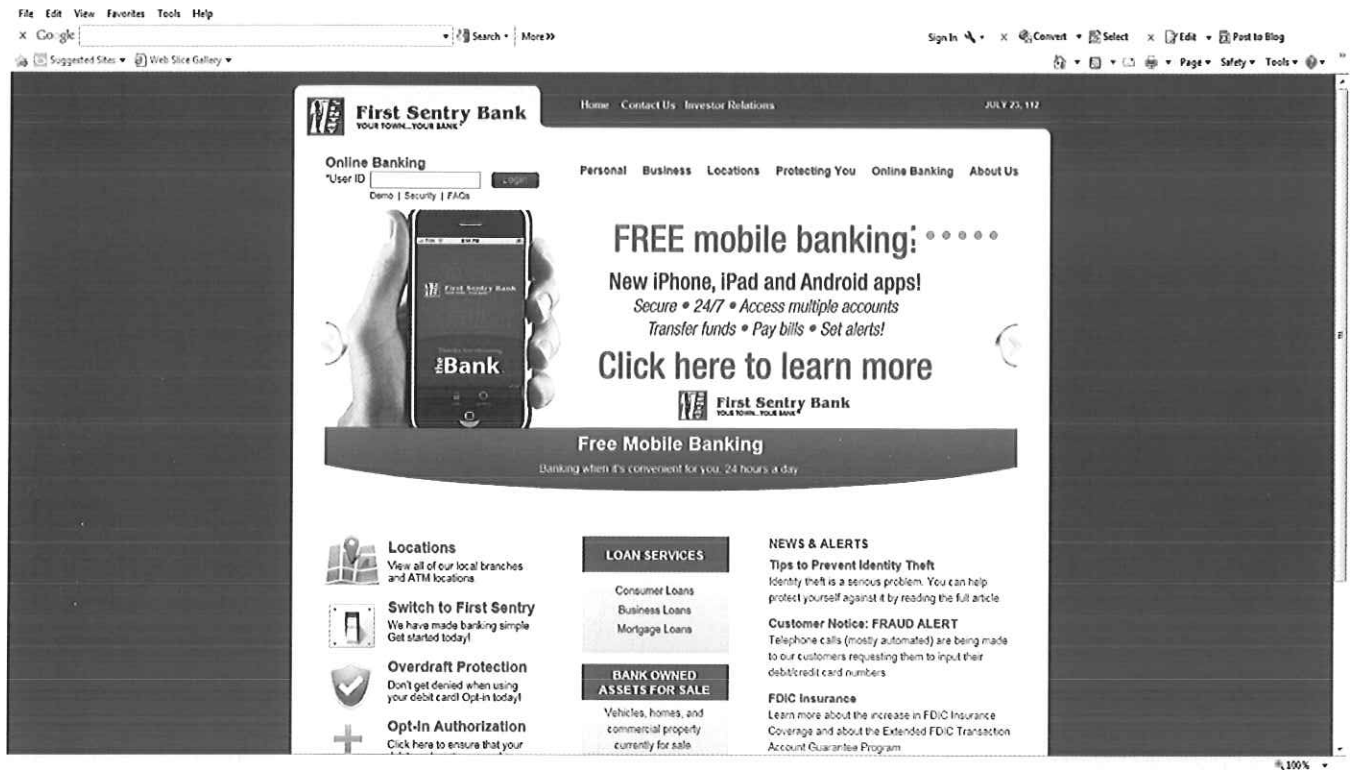 File Edit View Favorites Tools Help
x Google Search More >>
Sign In x Convert Select x Edit Post to Blog
Suggested Sites Web Slice Gallery
Page Safety Tools
First Sentry Bank
YOUR TOWN...YOUR BANK
Home Contact Us Investor Relations
JULY 23, 112
Online Banking
*User ID Login
Demo | Security | FAQs
Personal Business Locations Protecting You Online Banking About Us
FREE mobile banking!
New iPhone, iPad and Android apps!
Secure • 24/7 • Access multiple accounts
Transfer funds • Pay bills • Set alerts!
Click here to learn more
First Sentry Bank
YOUR TOWN...YOUR BANK
First Sentry Bank
the Bank
Free Mobile Banking
Banking when it's convenient for you, 24 hours a day
Locations
View all of our local branches
and ATM locations
Switch to First Sentry
We have made banking simple
Get started today!
Overdraft Protection
Don't get denied when using
your debit card! Opt-in today!
Opt-In Authorization
Click here to ensure that your
LOAN SERVICES
Consumer Loans
Business Loans
Mortgage Loans
BANK OWNED
ASSETS FOR SALE
Vehicles, homes, and
commercial property
currently for sale
NEWS & ALERTS
Tips to Prevent Identity Theft
Identity theft is a serious problem. You can help
protect yourself against it by reading the full article.
Customer Notice: FRAUD ALERT
Telephone calls (mostly automated) are being made
to our customers requesting them to input their
debit/credit card numbers
FDIC Insurance
Learn more about the increase in FDIC Insurance
Coverage and about the Extended FDIC Transaction
Account Guarantee Program
100%